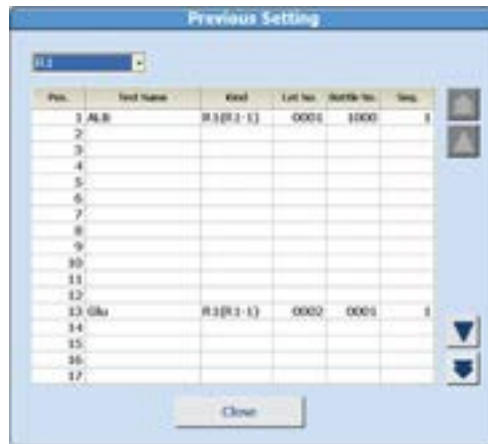 Previous Setting
R1
Pos. Test Name Kind Lot No. Bottle No. Seq.
1 ALB R1(R1-1) 0001 1000 1
2
3
4
5
6
7
8
9
10
11
12
13 Glu R1(R1-1) 0002 0001 1
14
15
16
17
Close